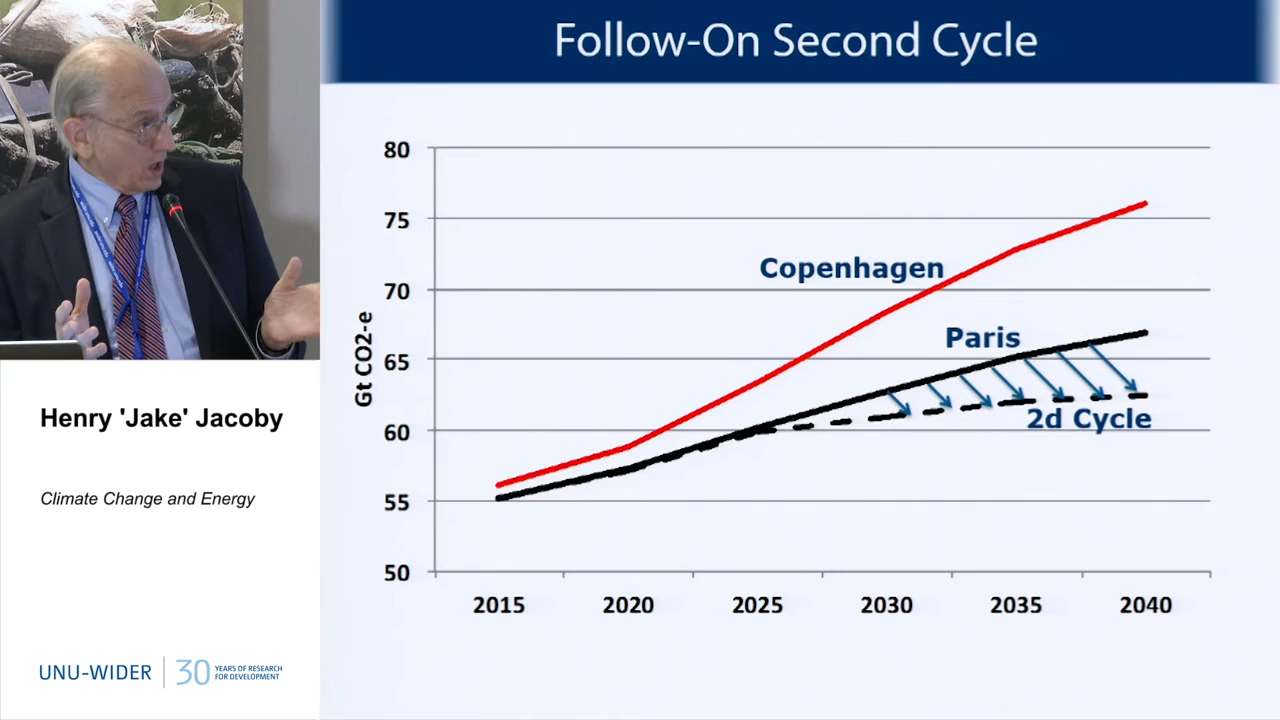 Follow-On Second Cycle
80
75
70
65
60
55
50
Gt CO2-e
Copenhagen
Paris
2d Cycle
2015 2020 2025 2030 2035 2040
Henry 'Jake' Jacoby
Climate Change and Energy
UNU-WIDER
30
YEARS OF RESEARCH
FOR DEVELOPMENT